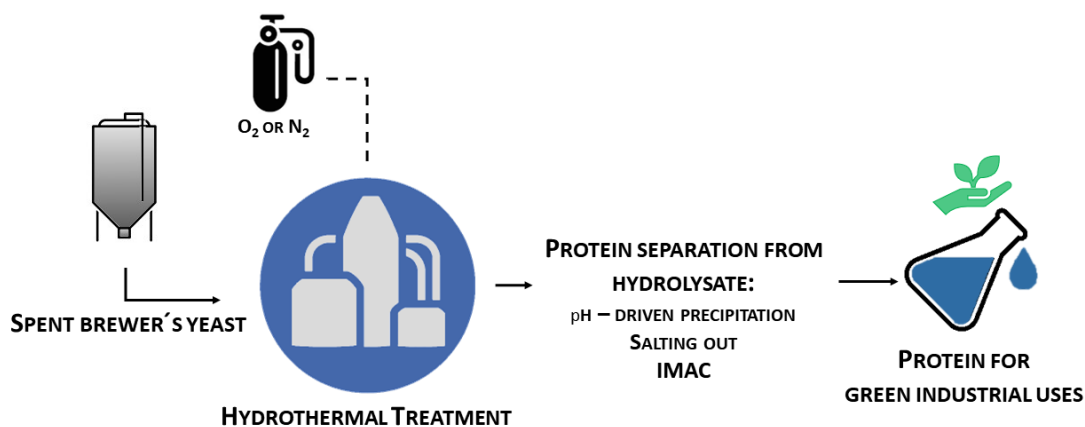 O₂ OR N₂
SPENT BREWER´S YEAST
HYDROTHERMAL TREATMENT
PROTEIN SEPARATION FROM
HYDROLYSATE:
pH – DRIVEN PRECIPITATION
SALTING OUT
IMAC
PROTEIN FOR
GREEN INDUSTRIAL USES